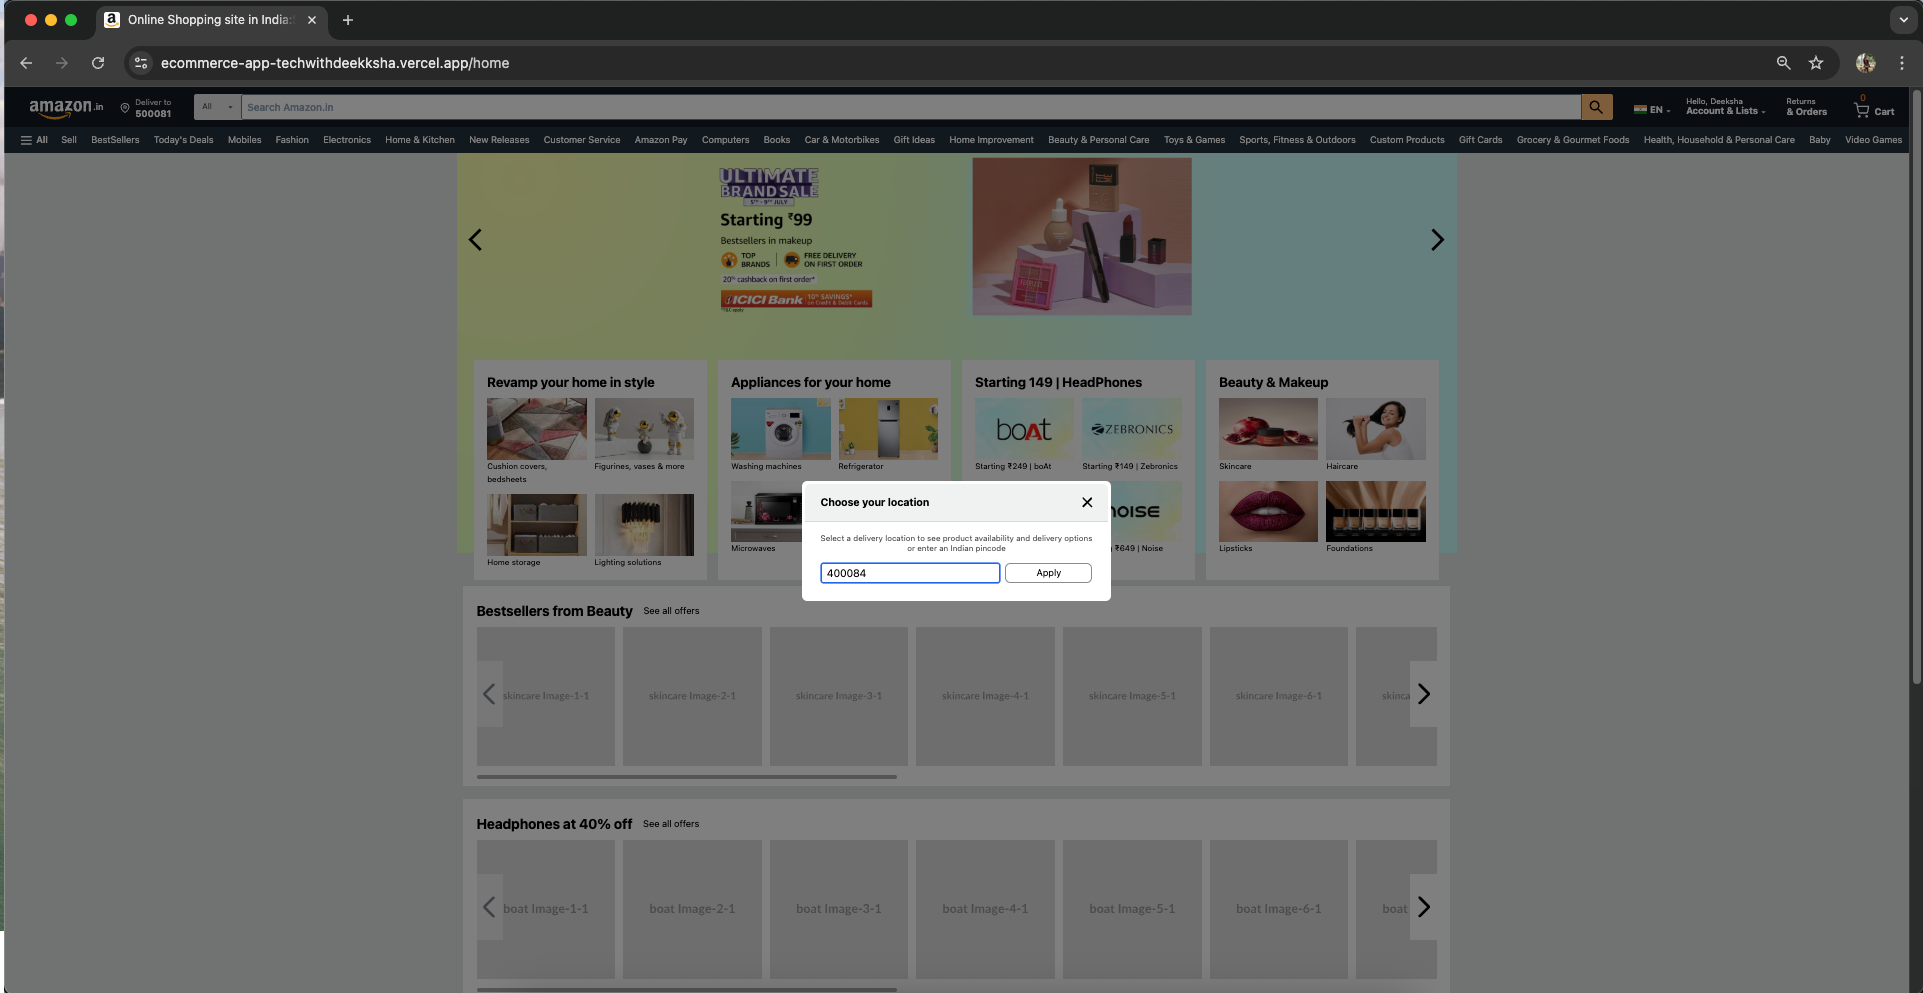 Online Shopping site in India:
ecommerce-app-techwithdeekksha.vercel.app/home
amazon.in
Deliver to
500081
All
Search Amazon.in
EN
Hello, Deeksha
Account & Lists
Returns
& Orders
0
Cart
All Sell BestSellers Today's Deals Mobiles Fashion Electronics Home & Kitchen New Releases Customer Service Amazon Pay Computers Books Car & Motorbikes Gift Ideas Home Improvement Beauty & Personal Care Toys & Games Sports, Fitness & Outdoors Custom Products Gift Cards Grocery & Gourmet Foods Health, Household & Personal Care Baby Video Games
ULTIMATE
BRAND SALE
5TH - 9TH JULY
Starting ₹99
Bestsellers in makeup
TOP
BRANDS
FREE DELIVERY
ON FIRST ORDER
20% cashback on first order*
ICICI Bank
10% SAVINGS*
on Credit & Debit Cards
Revamp your home in style
Cushion covers,
bedsheets
Figurines, vases & more
Home storage
Lighting solutions
Appliances for your home
Washing machines
Refrigerator
Microwaves
Starting 149 | HeadPhones
boAt
ZEBRONICS
Starting ₹249 | boAt
Starting ₹149 | Zebronics
noise
₹649 | Noise
Beauty & Makeup
Skincare
Haircare
Lipsticks
Foundations
Choose your location
Select a delivery location to see product availability and delivery options
or enter an Indian pincode
400084
Apply
Bestsellers from Beauty See all offers
skincare Image-1-1
skincare Image-2-1
skincare Image-3-1
skincare Image-4-1
skincare Image-5-1
skincare Image-6-1
skinca
Headphones at 40% off See all offers
boat Image-1-1
boat Image-2-1
boat Image-3-1
boat Image-4-1
boat Image-5-1
boat Image-6-1
boat